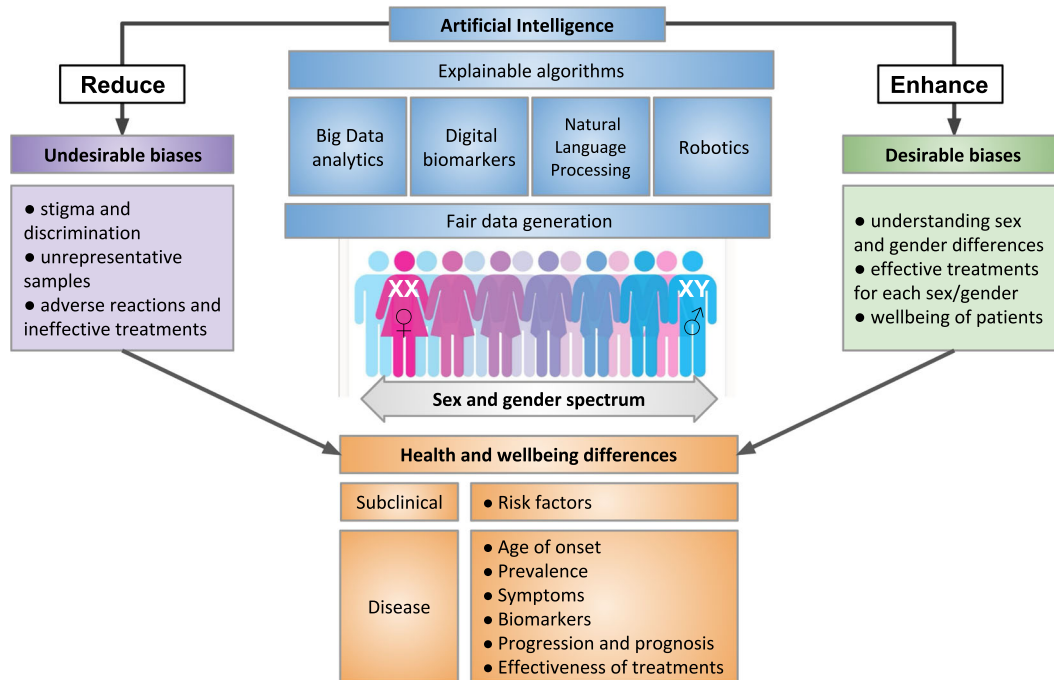 Artificial Intelligence
Reduce
Enhance
Explainable algorithms
Big Data
analytics
Digital
biomarkers
Natural
Language
Processing
Robotics
Fair data generation
Undesirable biases
● stigma and
discrimination
● unrepresentative
samples
● adverse reactions and
ineffective treatments
Desirable biases
● understanding sex
and gender differences
● effective treatments
for each sex/gender
● wellbeing of patients
XX
♀
XY
♂
Sex and gender spectrum
Health and wellbeing differences
Subclinical
● Risk factors
Disease
● Age of onset
● Prevalence
● Symptoms
● Biomarkers
● Progression and prognosis
● Effectiveness of treatments